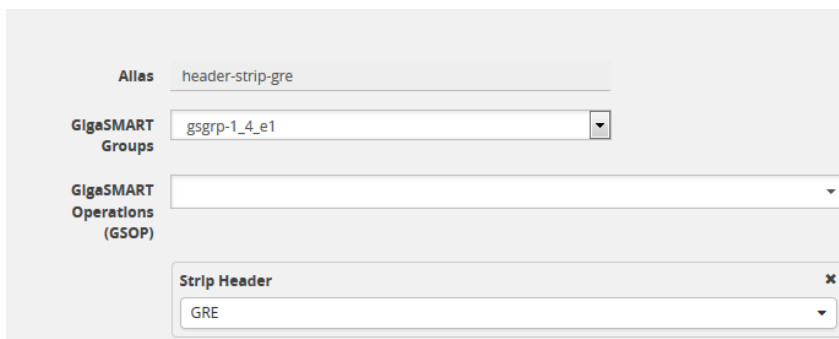 Alias header-strip-gre
GigaSMART gsgrp-1_4_e1
Groups
GigaSMART
Operations
(GSOP)
Strip Header
GRE